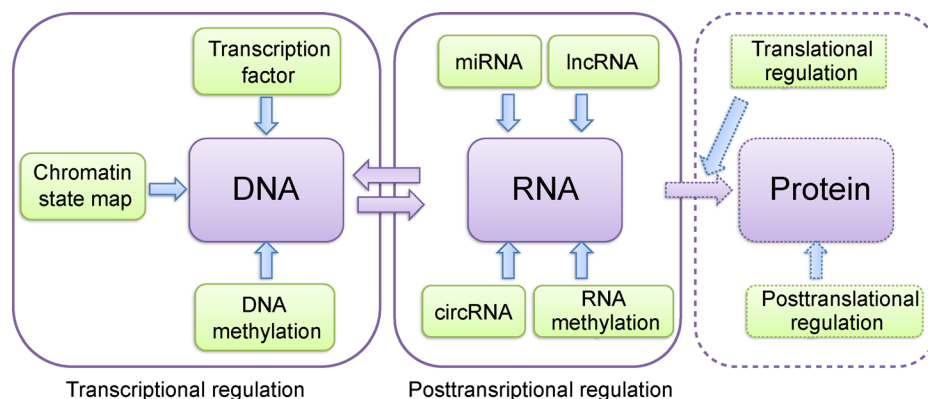 Transcription
factor
Chromatin
state map
DNA
DNA
methylation
Transcriptional regulation
miRNA
lncRNA
RNA
circRNA
RNA
methylation
Posttransriptional regulation
Translational
regulation
Protein
Posttranslational
regulation